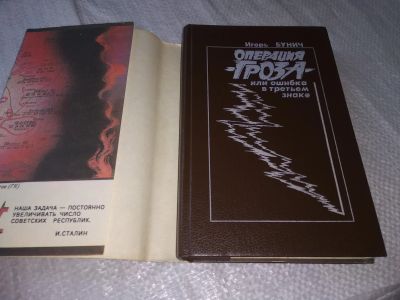 Игорь БУНИЧ
ОПЕРАЦИЯ
-ГРОЗА-
или ошибка
в третьем
знаке
НАША ЗАДАЧА — ПОСТОЯННО
УВЕЛИЧИВАТЬ ЧИСЛО
СОВЕТСКИХ РЕСПУБЛИК.
И.СТАЛИН